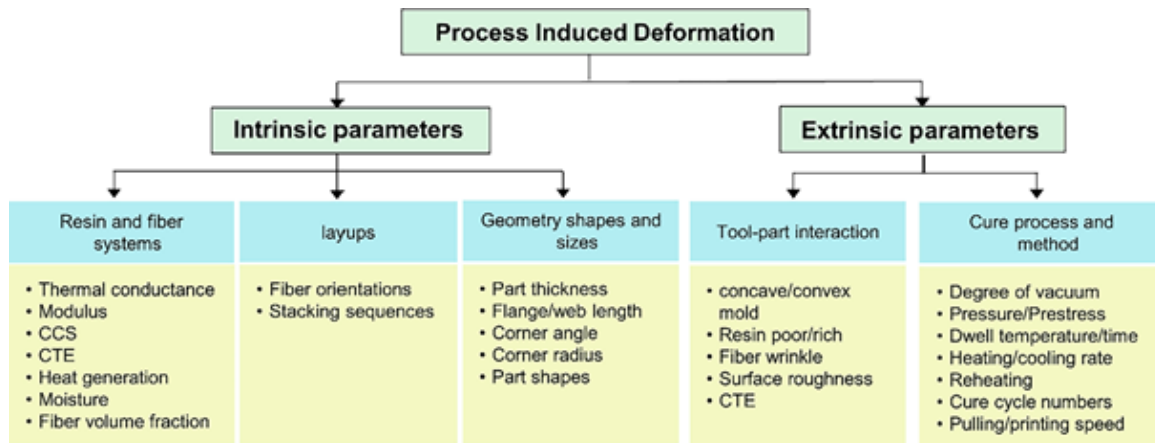 Process Induced Deformation
Intrinsic parameters
Extrinsic parameters
Resin and fiber
systems
• Thermal conductance
• Modulus
• CCS
• CTE
• Heat generation
• Moisture
• Fiber volume fraction
layups
• Fiber orientations
• Stacking sequences
Geometry shapes and
sizes
• Part thickness
• Flange/web length
• Corner angle
• Corner radius
• Part shapes
Tool-part interaction
• concave/convex
mold
• Resin poor/rich
• Fiber wrinkle
• Surface roughness
• CTE
Cure process and
method
• Degree of vacuum
• Pressure/Prestress
• Dwell temperature/time
• Heating/cooling rate
• Reheating
• Cure cycle numbers
• Pulling/printing speed